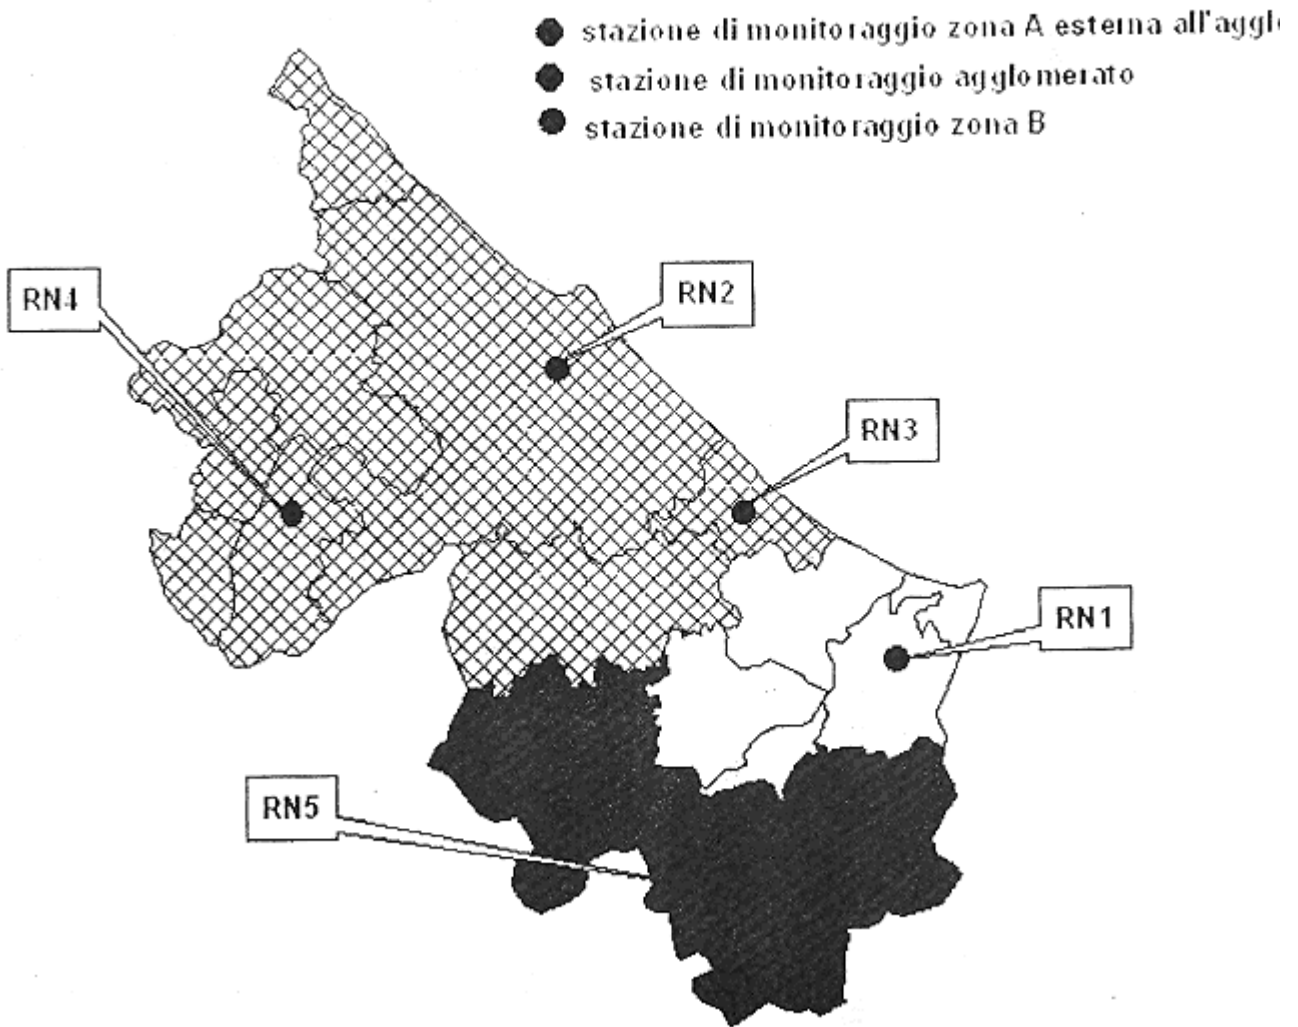 stazione di monitoraggio zona A esterna all'aggl
stazione di monitoraggio agglomerato
stazione di monitoraggio zona B
RN4
RN2
RN3
RN1
RN5